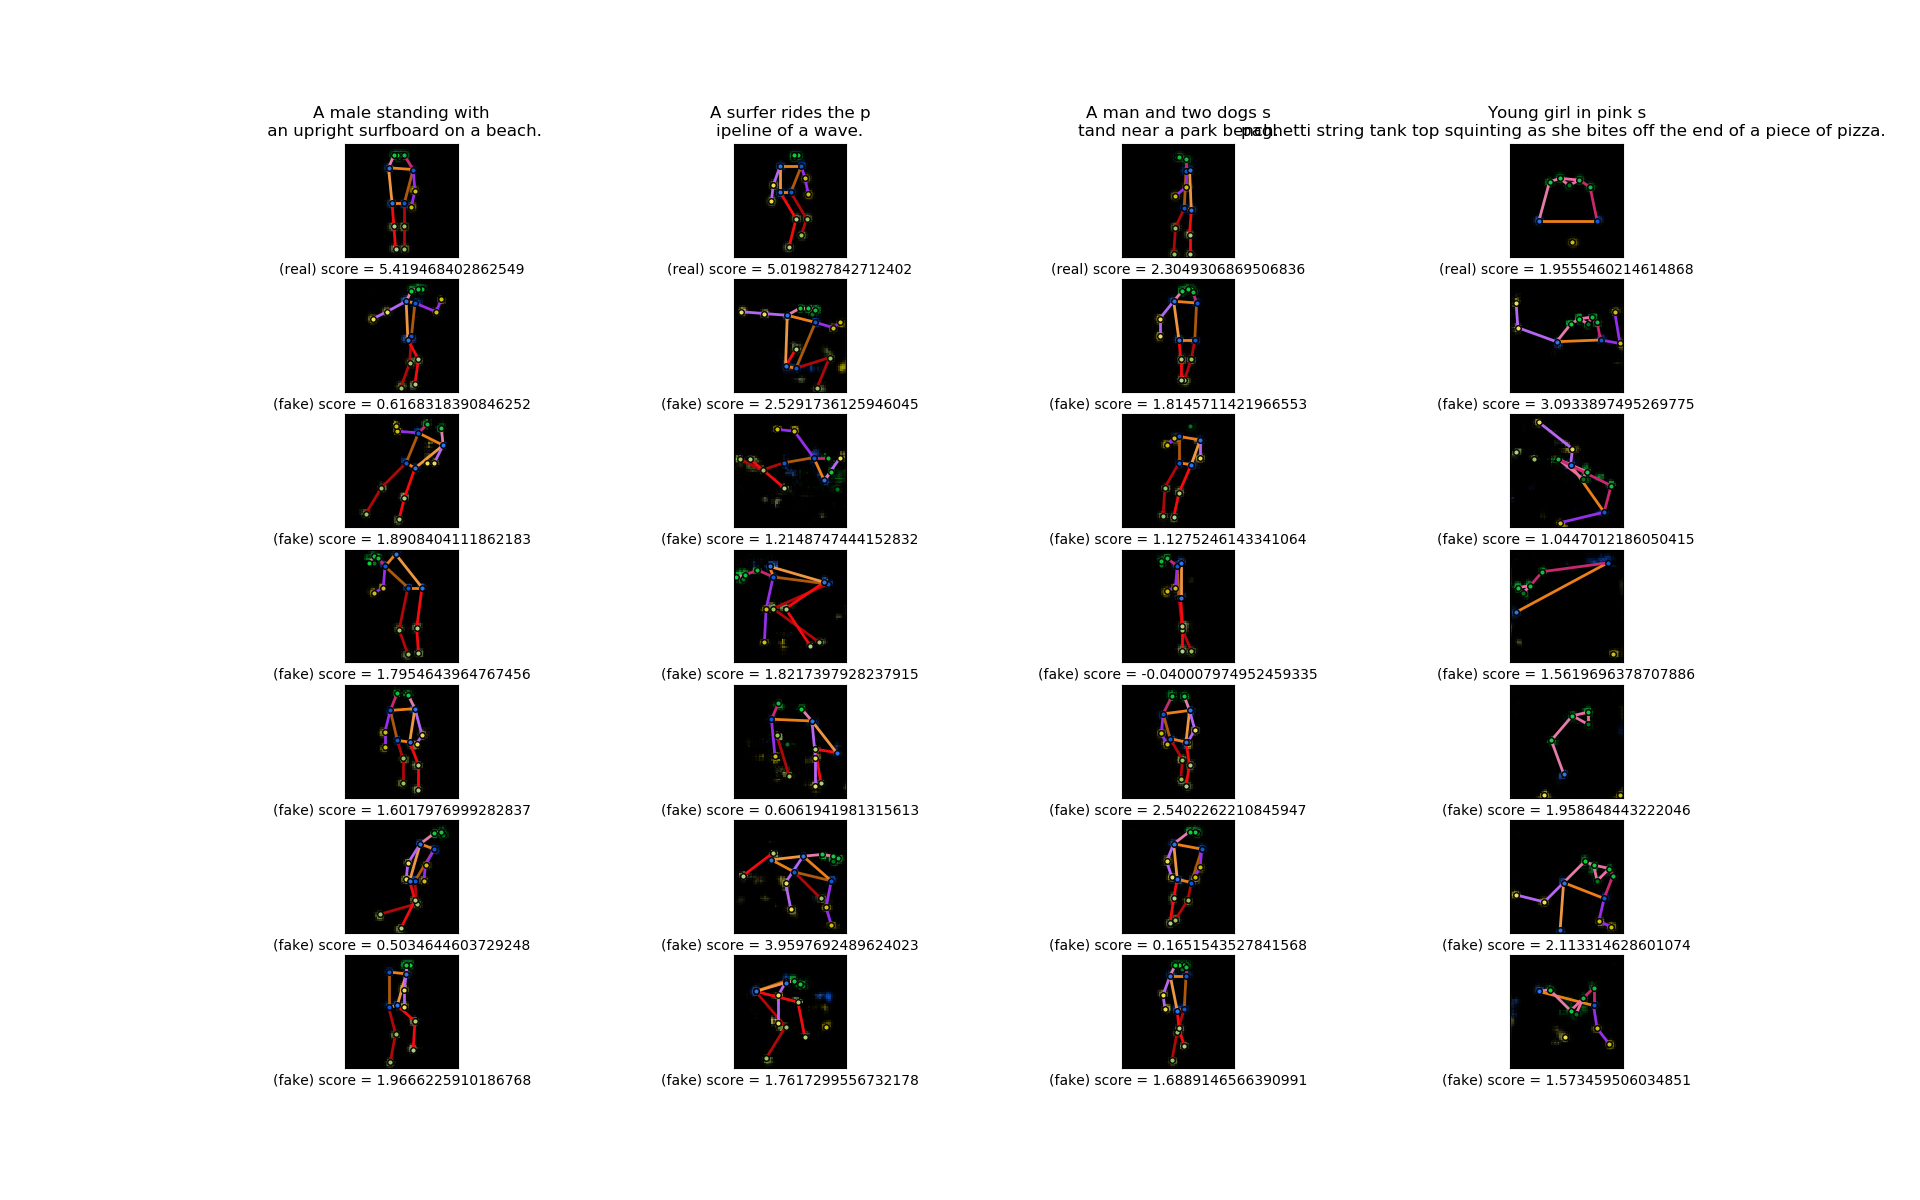 A male standing with
an upright surfboard on a beach.
A surfer rides the p
ipeline of a wave.
A man and two dogs s
tand near a park bench.
Young girl in pink s
paghetti string tank top squinting as she bites off the end of a piece of pizza.
(real) score = 5.419468402862549
(real) score = 5.019827842712402
(real) score = 2.3049306869506836
(real) score = 1.9555460214614868
(fake) score = 0.6168318390846252
(fake) score = 2.5291736125946045
(fake) score = 1.8145711421966553
(fake) score = 3.0933897495269775
(fake) score = 1.8908404111862183
(fake) score = 1.2148747444152832
(fake) score = 1.1275246143341064
(fake) score = 1.0447012186050415
(fake) score = 1.7954643964767456
(fake) score = 1.8217397928237915
(fake) score = -0.040007974952459335
(fake) score = 1.5619696378707886
(fake) score = 1.6017976999282837
(fake) score = 0.6061941981315613
(fake) score = 2.5402262210845947
(fake) score = 1.958648443222046
(fake) score = 0.5034644603729248
(fake) score = 3.9597692489624023
(fake) score = 0.1651543527841568
(fake) score = 2.113314628601074
(fake) score = 1.9666225910186768
(fake) score = 1.7617299556732178
(fake) score = 1.6889146566390991
(fake) score = 1.573459506034851